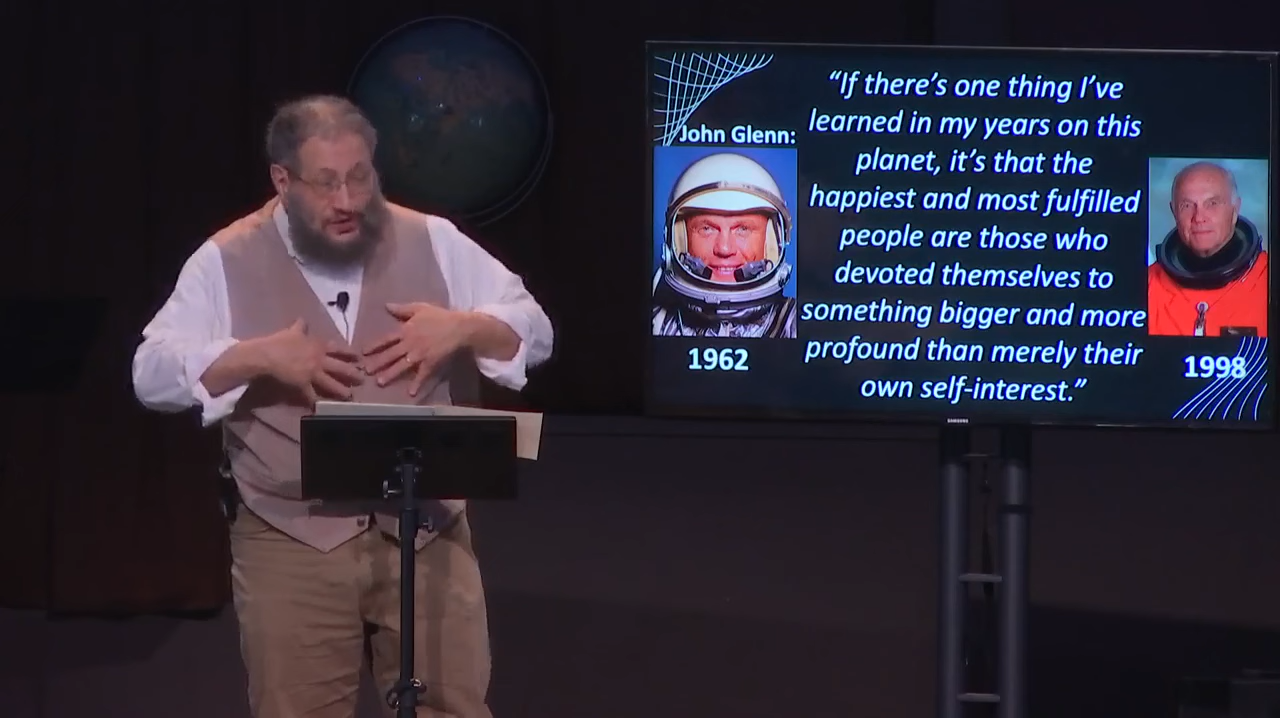 John Glenn:
“If there’s one thing I’ve
learned in my years on this
planet, it’s that the
happiest and most fulfilled
people are those who
devoted themselves to
something bigger and more
profound than merely their
own self-interest.”
1962
1998
SAMSUNG